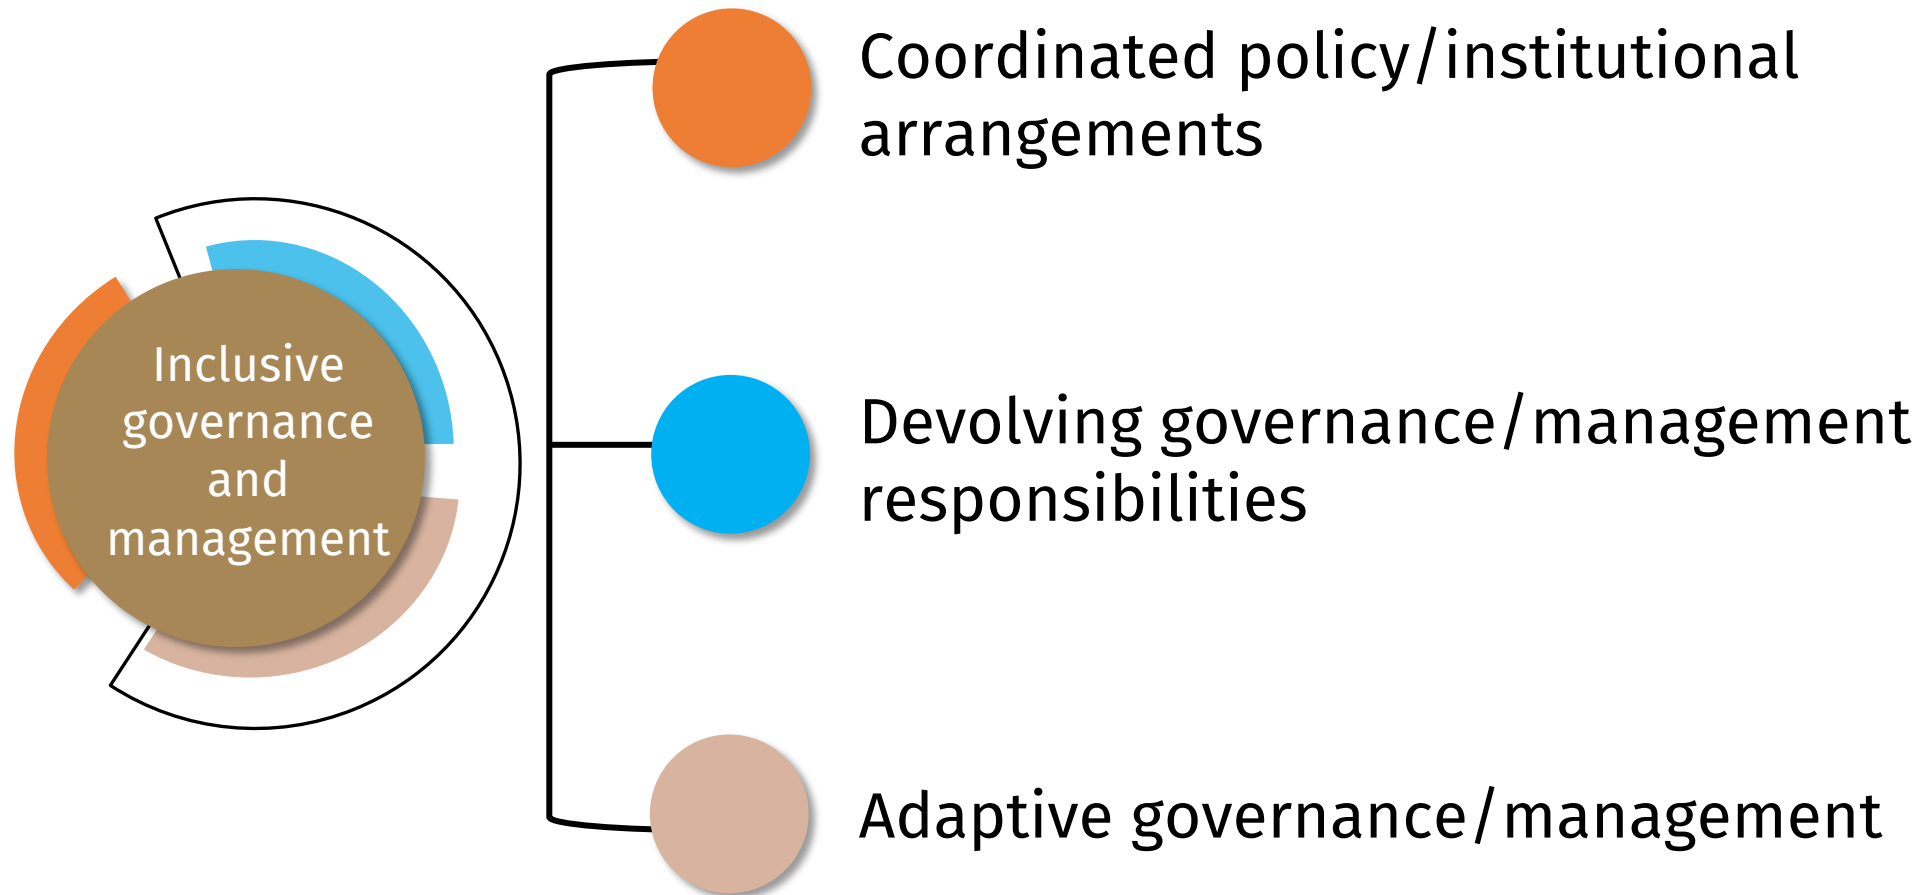 Inclusive
governance
and
management
Coordinated policy/institutional
arrangements
Devolving governance/management
responsibilities
Adaptive governance/management